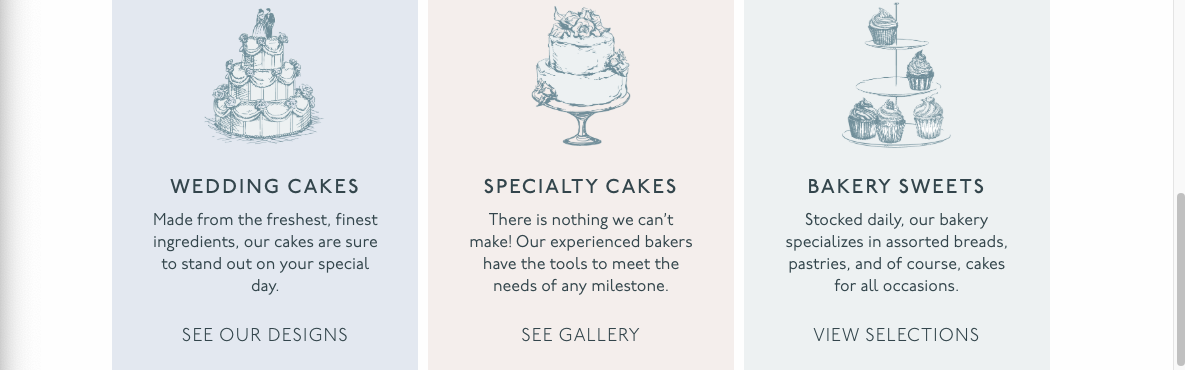 WEDDING CAKES
Made from the freshest, finest
ingredients, our cakes are sure
to stand out on your special
day.
SEE OUR DESIGNS
SPECIALTY CAKES
There is nothing we can't
make! Our experienced bakers
have the tools to meet the
needs of any milestone.
SEE GALLERY
BAKERY SWEETS
Stocked daily, our bakery
specializes in assorted breads,
pastries, and of course, cakes
for all occasions.
VIEW SELECTIONS